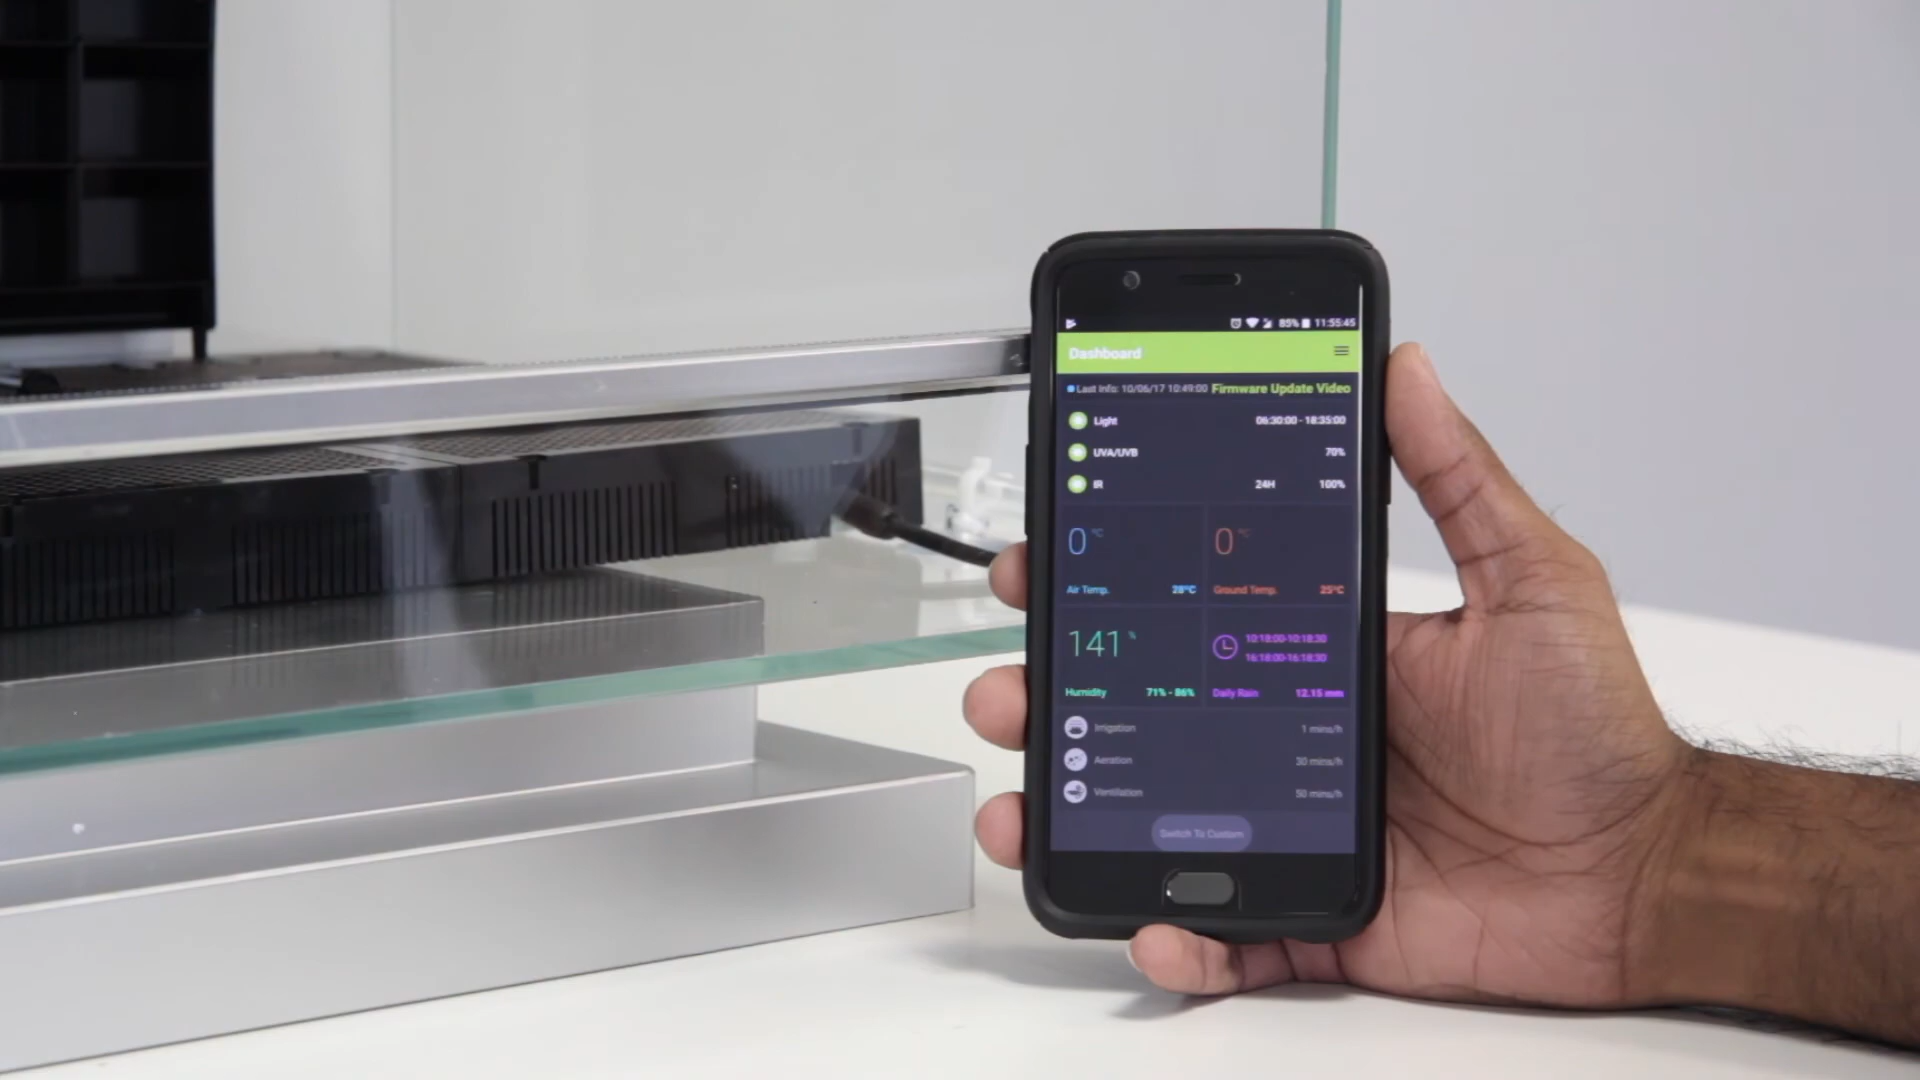 85% 11:55:45
Dashboard
Last Info: 10/06/17 10:49:00 Firmware Update Video
Light 06:30:00 - 18:35:00
UVA/UVB 70%
IR 24H 100%
0 °C 0 °C
Air Temp. 28°C Ground Temp. 25°C
141 % 10:18:00-10:18:30
16:18:00-16:18:30
Humidity 71% - 86% Daily Rain 12.15 mm
Irrigation 1 mins/h
Aeration 30 mins/h
Ventilation 50 mins/h
Switch To Custom